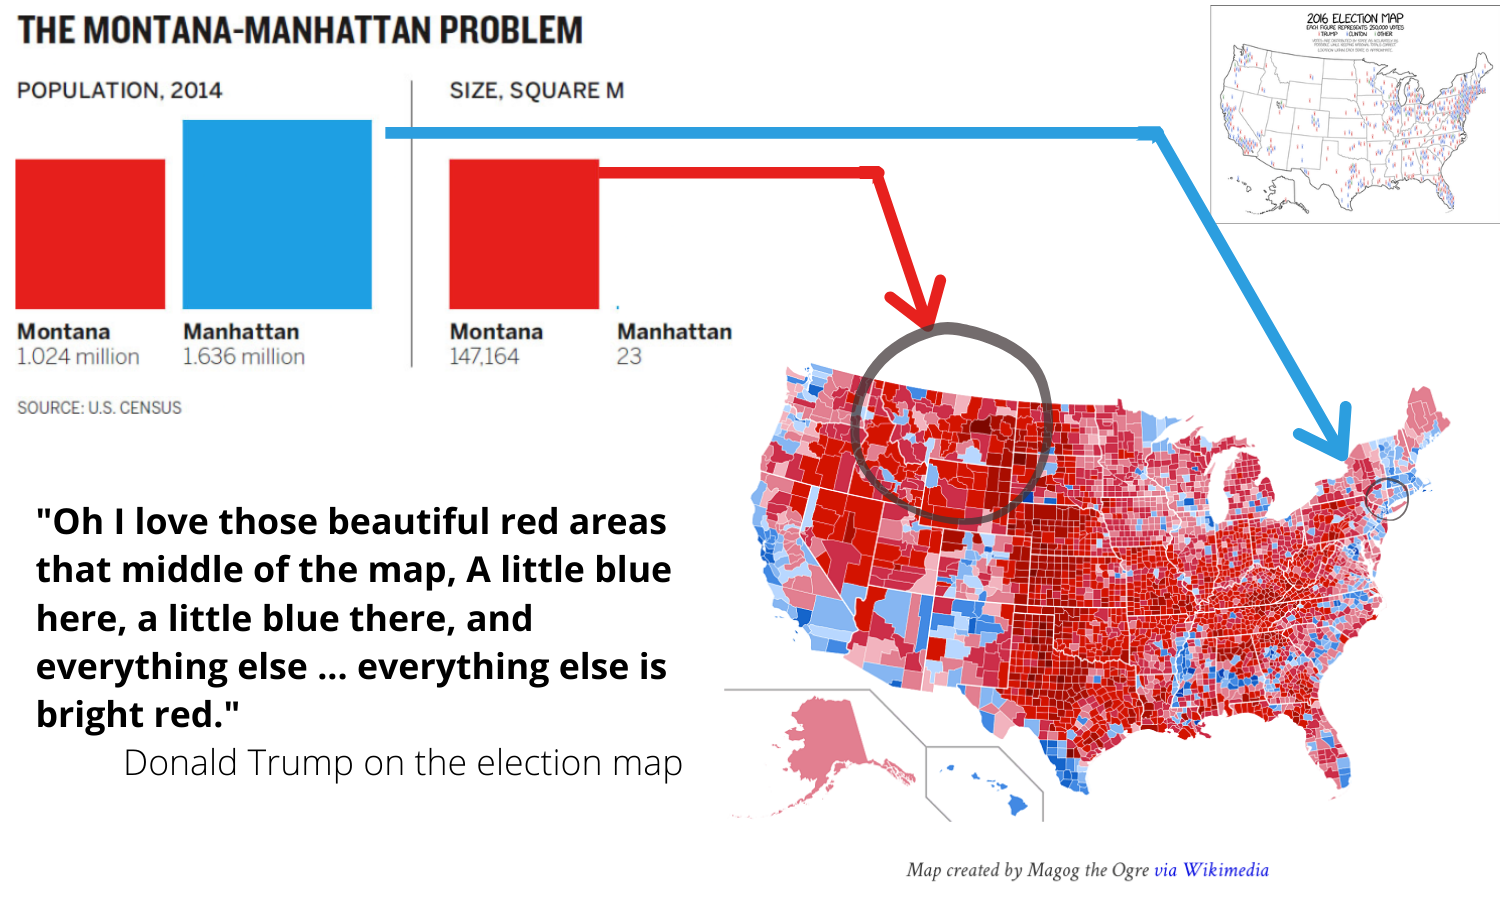 THE MONTANA-MANHATTAN PROBLEM
POPULATION, 2014
SIZE, SQUARE M
Montana
1.024 million
Manhattan
1.636 million
Montana
147,164
Manhattan
23
SOURCE: U.S. CENSUS
"Oh I love those beautiful red areas
that middle of the map, A little blue
here, a little blue there, and
everything else ... everything else is
bright red."
Donald Trump on the election map
2016 ELECTION MAP
EACH FIGURE REPRESENTS 250,000 VOTES
TRUMP CLINTON OTHER
Map created by Magog the Ogre via Wikimedia